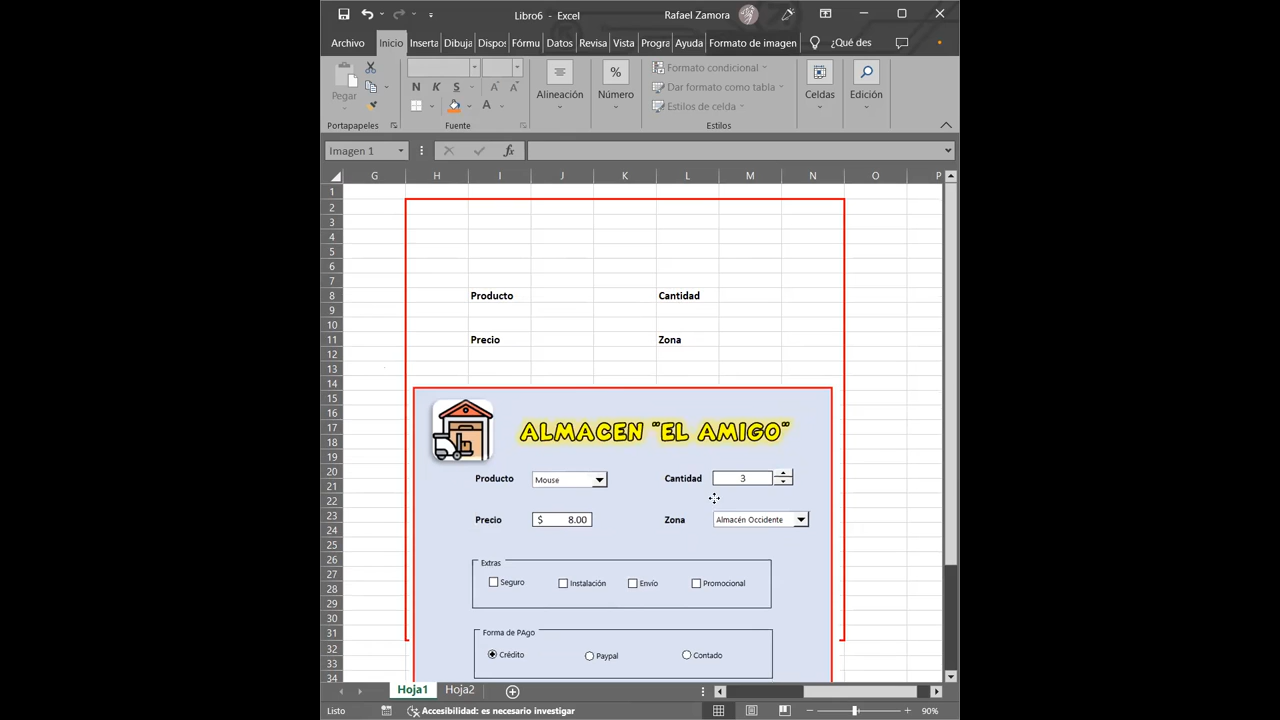 Libro6 - Excel
Rafael Zamora
Archivo Inicio Inserta Dibuja Dispos Fórmu Datos Revisa Vista Progra Ayuda Formato de imagen ¿Qué des
Pegar
N K S A A
A
Alineación
%
Número
Formato condicional
Dar formato como tabla
Estilos de celda
Celdas
Edición
Portapapeles
Fuente
Estilos
Imagen 1
fx
G H I J K L M N O P
1
2
3
4
5
6
7
8 Producto Cantidad
9
10
11 Precio Zona
12
13
14
15
16
17 ALMACEN "EL AMIGO"
18
19
20 Producto Mouse Cantidad 3
21
22
23 Precio $ 8.00 Zona Almacén Occidente
24
25
26 Extras
27 Seguro Instalación Envío Promocional
28
29
30
31 Forma de PAgo
32 Crédito Paypal Contado
33
34
Hoja1 Hoja2
Listo
Accesibilidad: es necesario investigar
90%